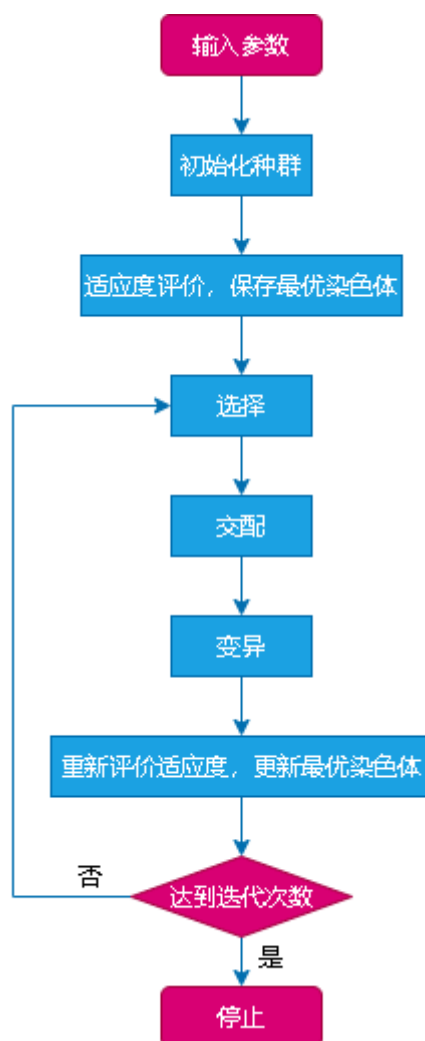 输入参数
初始化种群
适应度评价，保存最优染色体
选择
交配
变异
重新评价适应度，更新最优染色体
达到迭代次数
否
是
停止